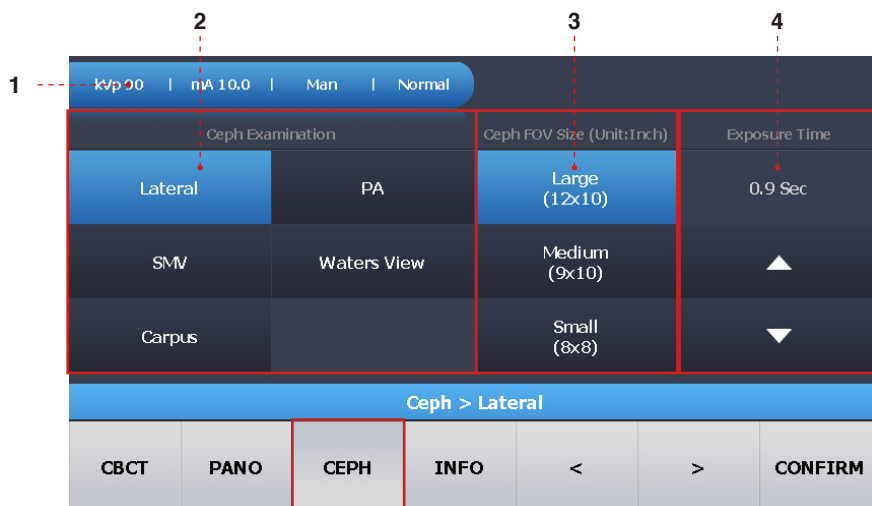 2 3 4
1
kVp 90 | mA 10.0 | Man | Normal
Ceph Examination Ceph FOV Size (Unit:Inch) Exposure Time
Lateral PA Large
(12x10) 0.9 Sec
SMV Waters View Medium
(9x10)
Carpus Small
(8x8)
Ceph > Lateral
CBCT PANO CEPH INFO < > CONFIRM